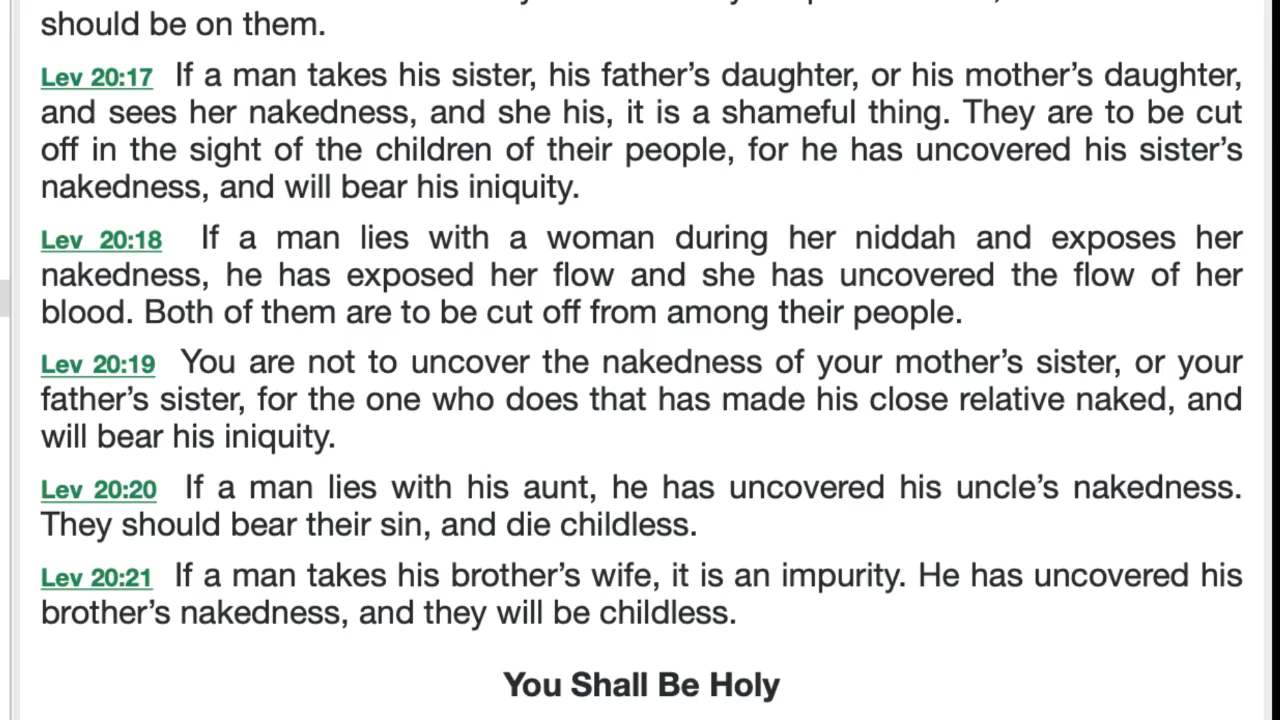 should be on them.
Lev 20:17 If a man takes his sister, his father’s daughter, or his mother’s daughter,
and sees her nakedness, and she his, it is a shameful thing. They are to be cut
off in the sight of the children of their people, for he has uncovered his sister’s
nakedness, and will bear his iniquity.
Lev 20:18 If a man lies with a woman during her niddah and exposes her
nakedness, he has exposed her flow and she has uncovered the flow of her
blood. Both of them are to be cut off from among their people.
Lev 20:19 You are not to uncover the nakedness of your mother’s sister, or your
father’s sister, for the one who does that has made his close relative naked, and
will bear his iniquity.
Lev 20:20 If a man lies with his aunt, he has uncovered his uncle’s nakedness.
They should bear their sin, and die childless.
Lev 20:21 If a man takes his brother’s wife, it is an impurity. He has uncovered his
brother’s nakedness, and they will be childless.
You Shall Be Holy